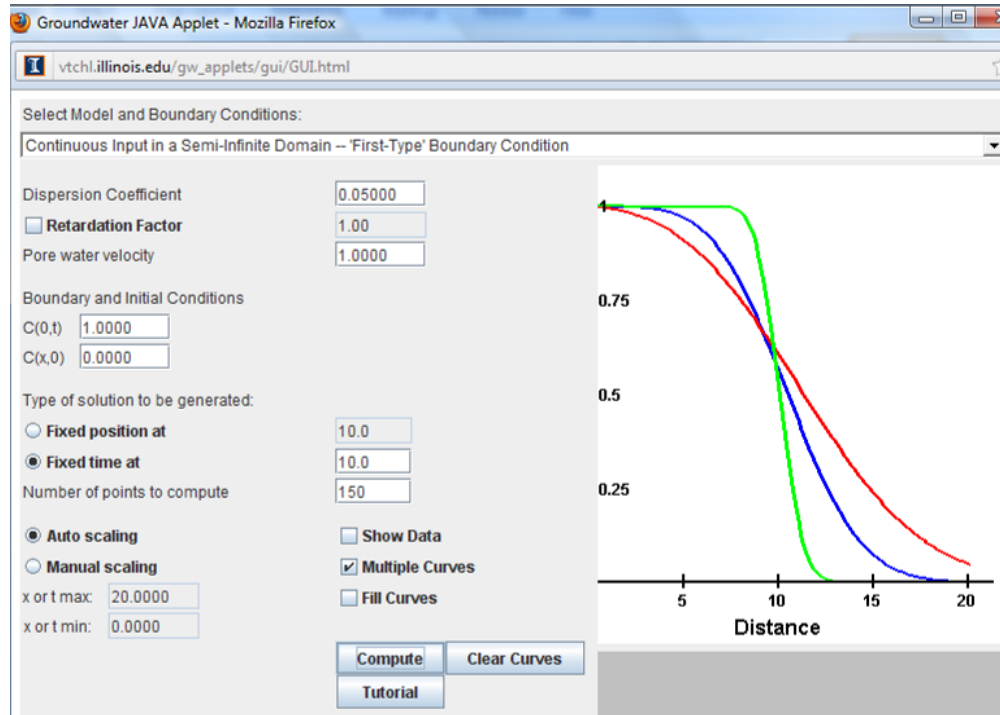 Groundwater JAVA Applet - Mozilla Firefox
I vtchl.illinois.edu/gw_applets/gui/GUI.html
Select Model and Boundary Conditions:
Continuous Input in a Semi-Infinite Domain -- 'First-Type' Boundary Condition
Dispersion Coefficient 0.05000
Retardation Factor 1.00
Pore water velocity 1.0000
Boundary and Initial Conditions
C(0,t) 1.0000
C(x,0) 0.0000
Type of solution to be generated:
Fixed position at 10.0
Fixed time at 10.0
Number of points to compute 150
Auto scaling Show Data
Manual scaling Multiple Curves
x or t max: 20.0000 Fill Curves
x or t min: 0.0000
Compute Clear Curves
Tutorial
1
0.75
0.5
0.25
5 10 15 20
Distance